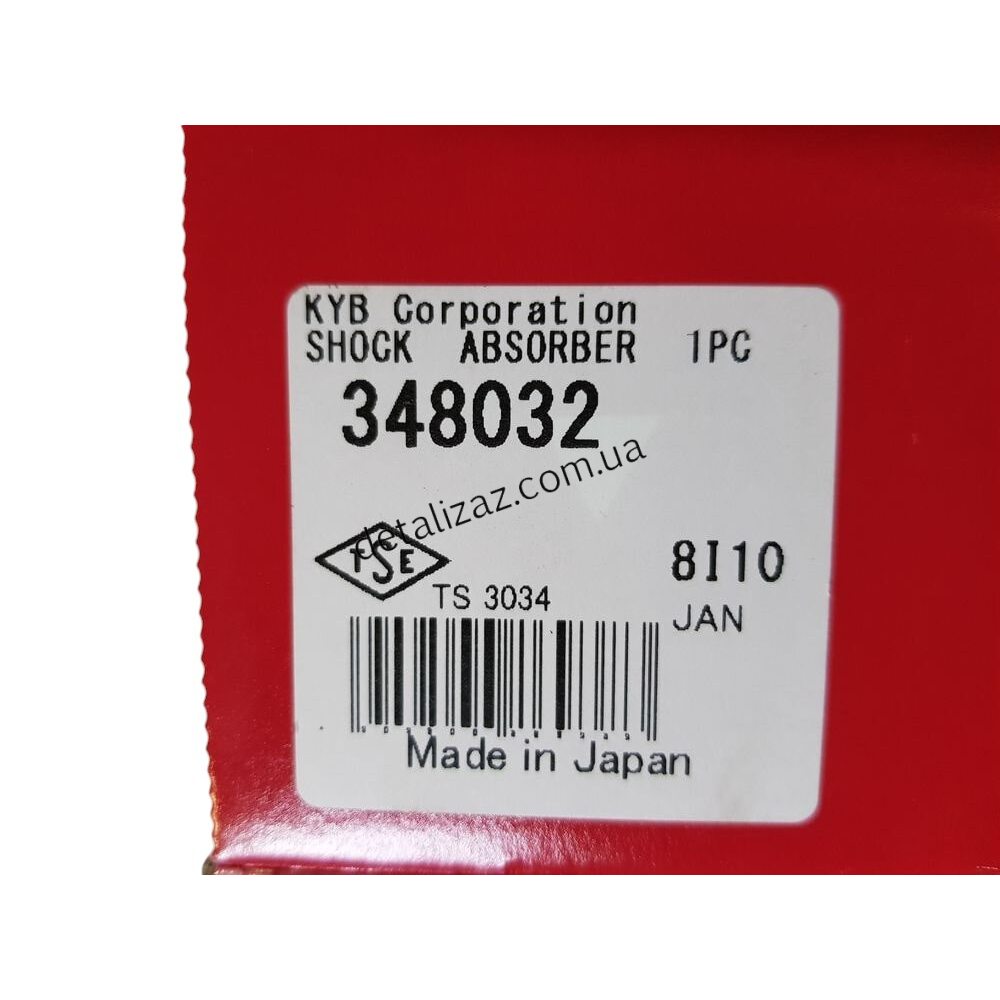 KYB Corporation
SHOCK ABSORBER 1PC
348032
detalizaz.com.ua
TSE
8I10
TS 3034
JAN
Made in Japan